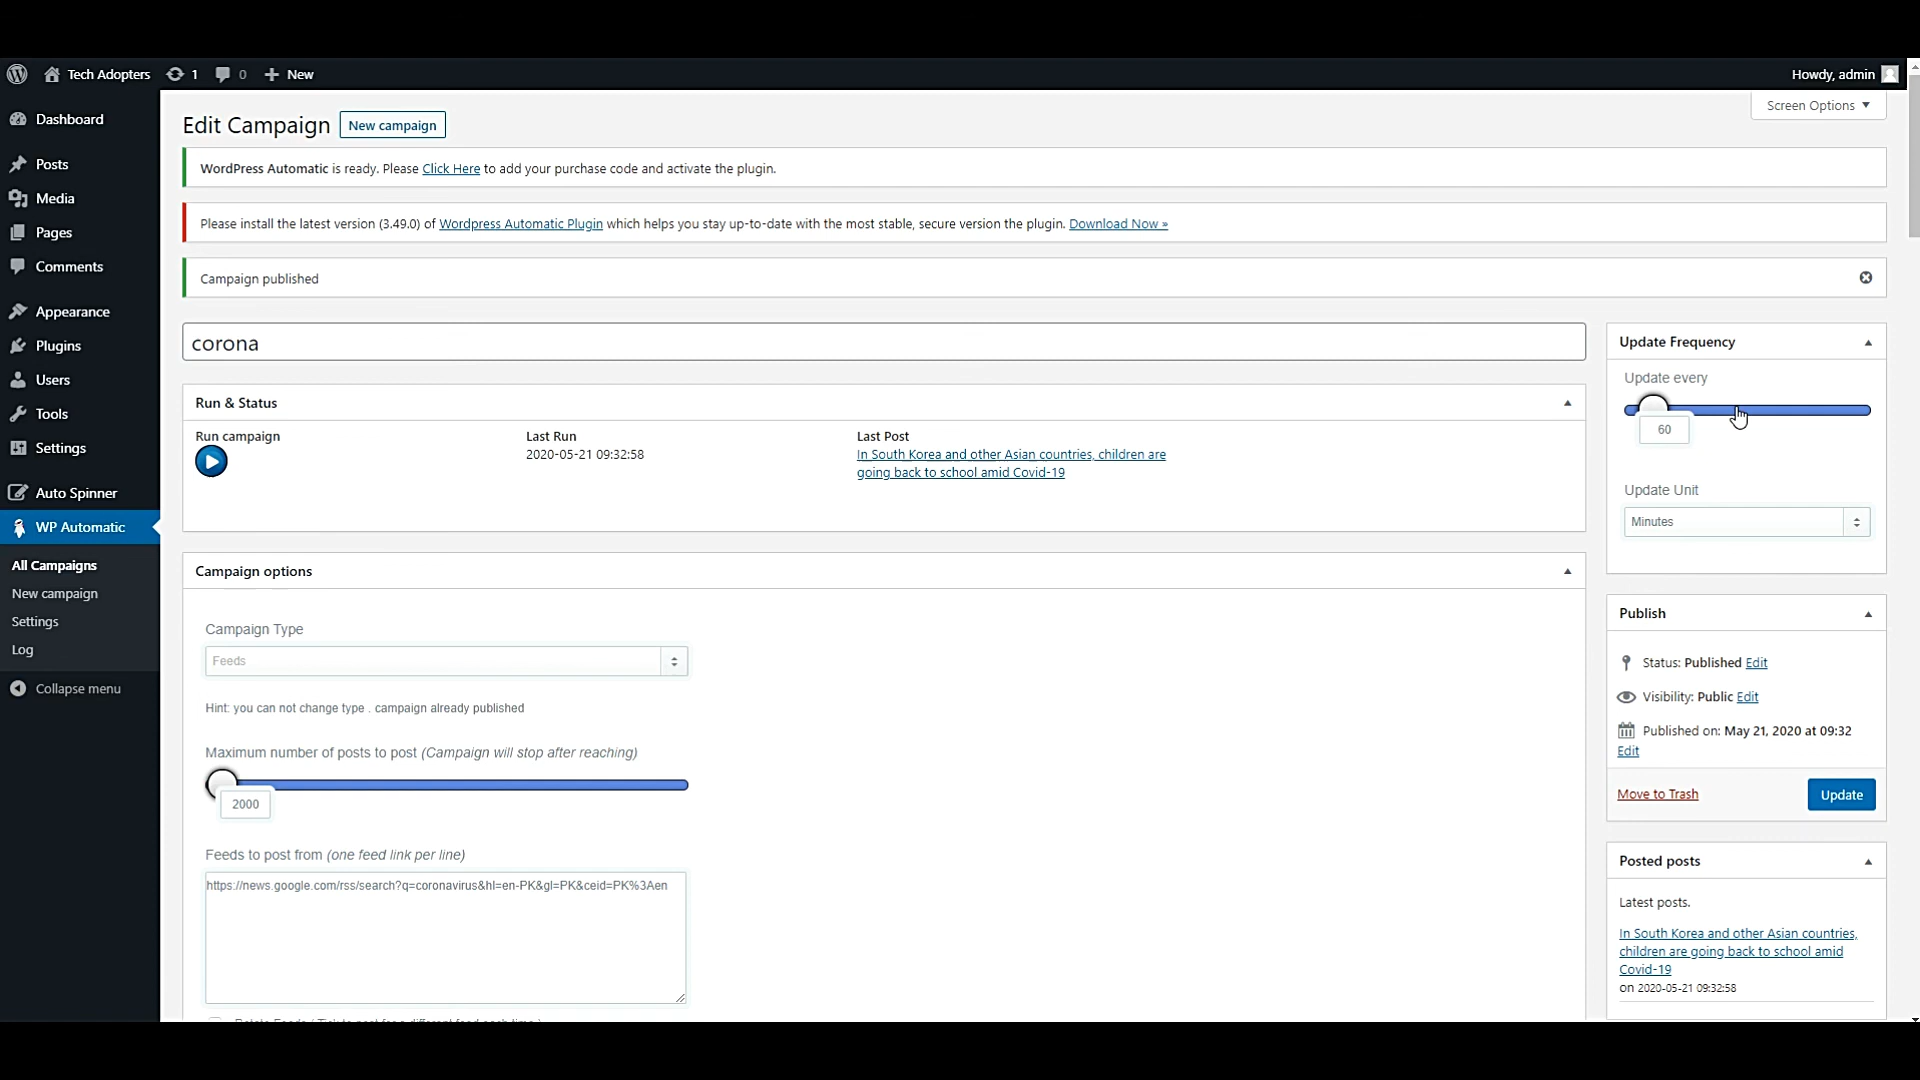 Tech Adopters 1 0 New Howdy, admin
Screen Options
Dashboard
Posts
Media
Pages
Comments
Appearance
Plugins
Users
Tools
Settings
Auto Spinner
WP Automatic
All Campaigns
New campaign
Settings
Log
Collapse menu
Edit Campaign New campaign
WordPress Automatic is ready. Please Click Here to add your purchase code and activate the plugin.
Please install the latest version (3.49.0) of Wordpress Automatic Plugin which helps you stay up-to-date with the most stable, secure version the plugin. Download Now »
Campaign published
corona
Run & Status
Run campaign
Last Run
2020-05-21 09:32:58
Last Post
In South Korea and other Asian countries, children are
going back to school amid Covid-19
Campaign options
Campaign Type
Feeds
Hint: you can not change type . campaign already published
Maximum number of posts to post (Campaign will stop after reaching)
2000
Feeds to post from (one feed link per line)
https://news.google.com/rss/search?q=coronavirus&hl=en-PK&gl=PK&ceid=PK%3Aen
Update Frequency
Update every
60
Update Unit
Minutes
Publish
Status: Published Edit
Visibility: Public Edit
Published on: May 21, 2020 at 09:32
Edit
Move to Trash Update
Posted posts
Latest posts.
In South Korea and other Asian countries,
children are going back to school amid
Covid-19
on 2020-05-21 09:32:58